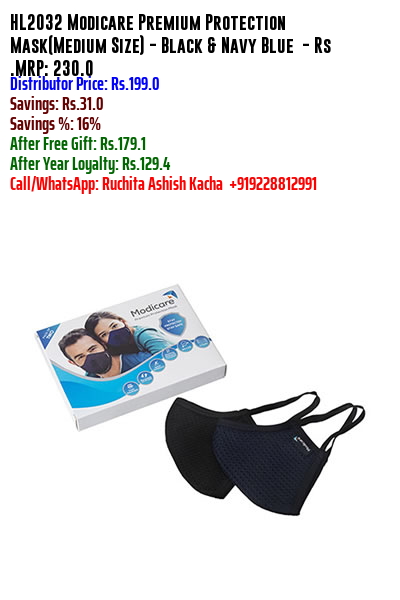 HL2032 Modicare Premium Protection
Mask(Medium Size) - Black & Navy Blue - Rs
.MRP: 230.0
Distributor Price: Rs.199.0
Savings: Rs.31.0
Savings %: 16%
After Free Gift: Rs.179.1
After Year Loyalty: Rs.129.4
Call/WhatsApp: Ruchita Ashish Kacha +919228812991
Modicare
Modicare